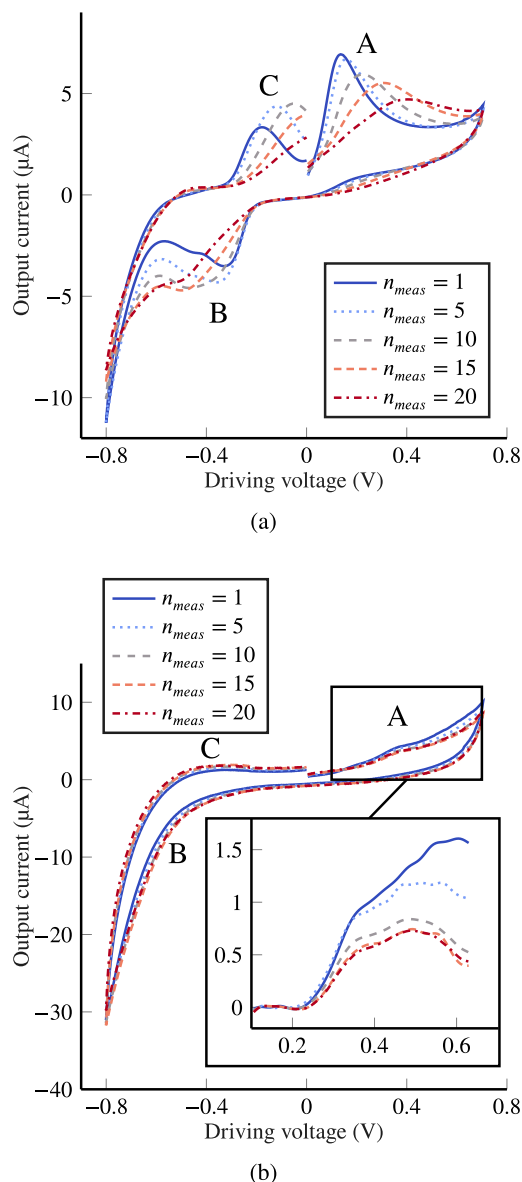 A
C
5
0
−5
−10
Output current (μA)
B
n_meas = 1
n_meas = 5
n_meas = 10
n_meas = 15
n_meas = 20
−0.8 −0.4 0 0.4 0.8
Driving voltage (V)
(a)
n_meas = 1
n_meas = 5
n_meas = 10
n_meas = 15
n_meas = 20
10
0
−10
−20
−30
−40
Output current (μA)
A
C
B
1.5
1
0.5
0
0.2 0.4 0.6
−0.8 −0.4 0 0.4 0.8
Driving voltage (V)
(b)